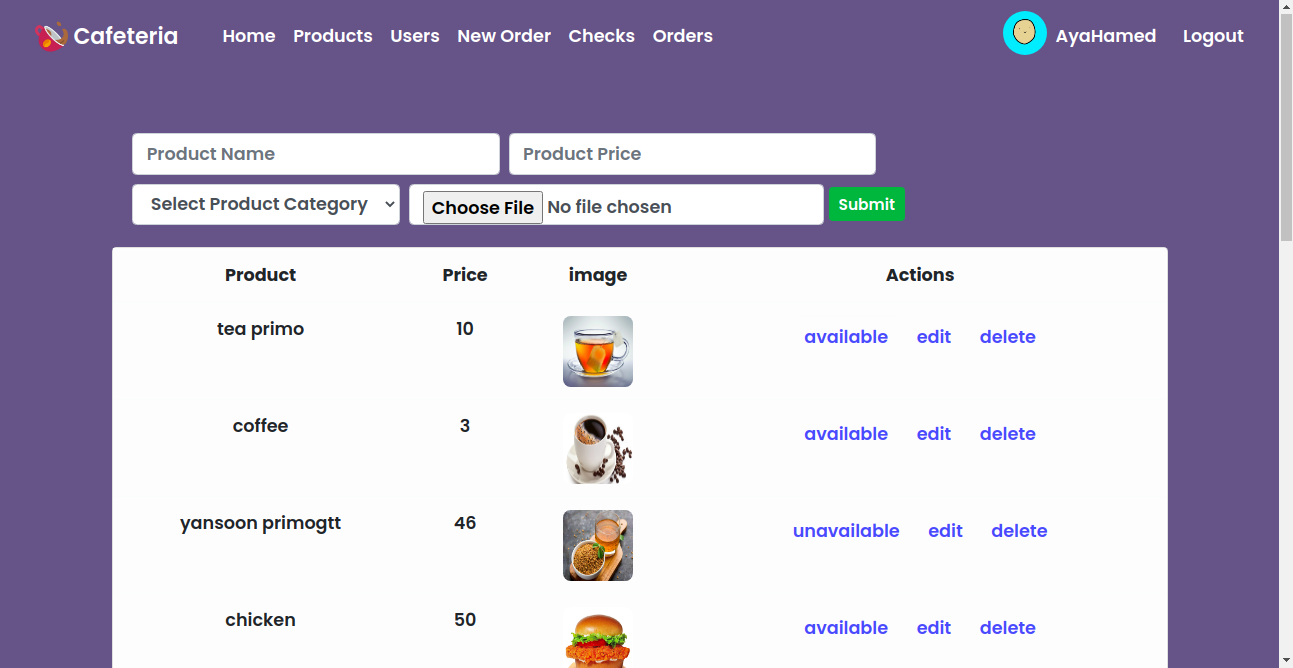 Cafeteria Home Products Users New Order Checks Orders AyaHamed Logout
Product Name Product Price
Select Product Category Choose File No file chosen Submit
Product Price image Actions
tea primo 10 available edit delete
coffee 3 available edit delete
yansoon primogtt 46 unavailable edit delete
chicken 50 available edit delete